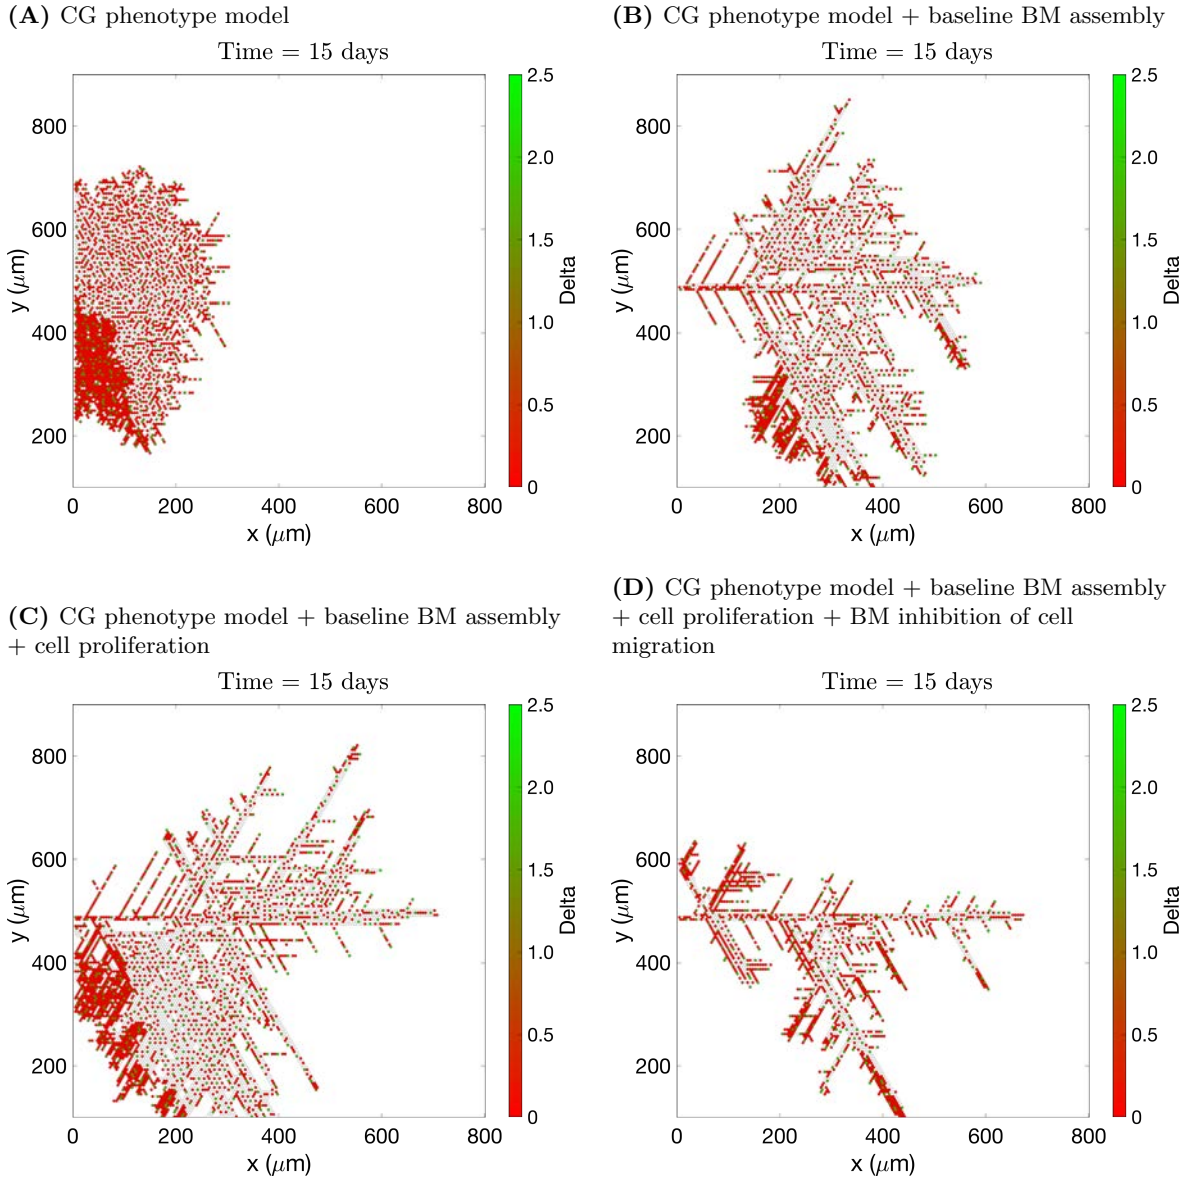 (A) CG phenotype model
Time = 15 days
y (μm)
800
600
400
200
0
200
400
600
800
x (μm)
2.5
2.0
1.5
1.0
0.5
0
Delta
(B) CG phenotype model + baseline BM assembly
Time = 15 days
y (μm)
800
600
400
200
0
200
400
600
800
x (μm)
2.5
2.0
1.5
1.0
0.5
0
Delta
(C) CG phenotype model + baseline BM assembly
+ cell proliferation
Time = 15 days
y (μm)
800
600
400
200
0
200
400
600
800
x (μm)
2.5
2.0
1.5
1.0
0.5
0
Delta
(D) CG phenotype model + baseline BM assembly
+ cell proliferation + BM inhibition of cell
migration
Time = 15 days
y (μm)
800
600
400
200
0
200
400
600
800
x (μm)
2.5
2.0
1.5
1.0
0.5
0
Delta